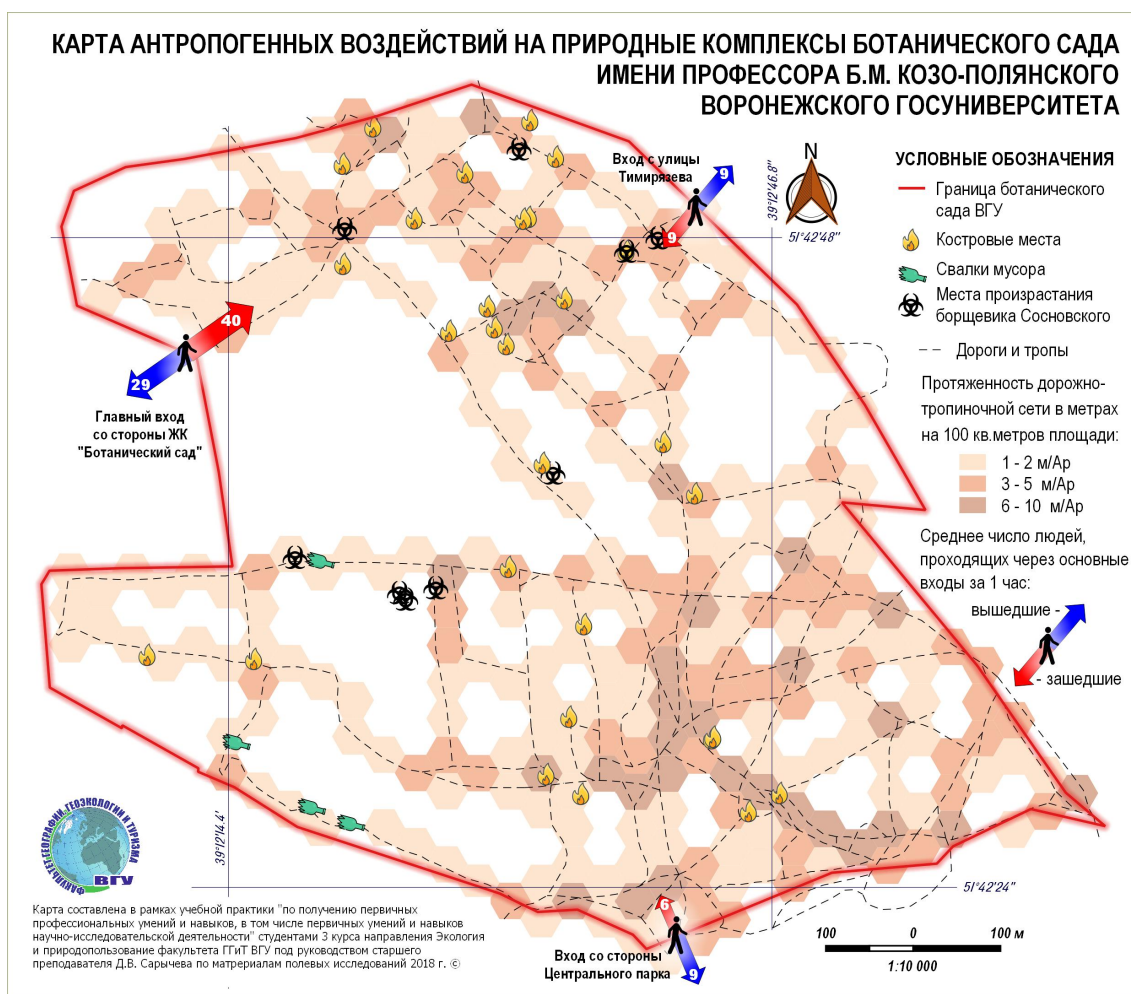 КАРТА АНТРОПОГЕННЫХ ВОЗДЕЙСТВИЙ НА ПРИРОДНЫЕ КОМПЛЕКСЫ БОТАНИЧЕСКОГО САДА
ИМЕНИ ПРОФЕССОРА Б.М. КОЗО-ПОЛЯНСКОГО
ВОРОНЕЖСКОГО ГОСУНИВЕРСИТЕТА
Вход с улицы
Тимирязева
9
9
N
39°12'46.8"
51°42'48"
УСЛОВНЫЕ ОБОЗНАЧЕНИЯ
Граница ботанического
сада ВГУ
Костровые места
Свалки мусора
Места произрастания
борщевика Сосновского
Дороги и тропы
Протяженность дорожно-
тропиночной сети в метрах
на 100 кв.метров площади:
1 - 2 м/Ар
3 - 5 м/Ар
6 - 10 м/Ар
Среднее число людей,
проходящих через основные
входы за 1 час:
вышедшие -
- зашедшие
40
29
Главный вход
со стороны ЖК
"Ботанический сад"
39°12'14.4'
51°42'24"
6
9
Вход со стороны
Центрального парка
100 0 100 м
1:10 000
ФАКУЛЬТЕТ ГЕОГРАФИИ, ГЕОЭКОЛОГИИ И ТУРИЗМА
ВГУ
Карта составлена в рамках учебной практики "по получению первичных
профессиональных умений и навыков, в том числе первичных умений и навыков
научно-исследовательской деятельности" студентами 3 курса направления Экология
и природопользование факультета ГГиТ ВГУ под руководством старшего
преподавателя Д.В. Сарычева по матриералам полевых исследований 2018 г. ©